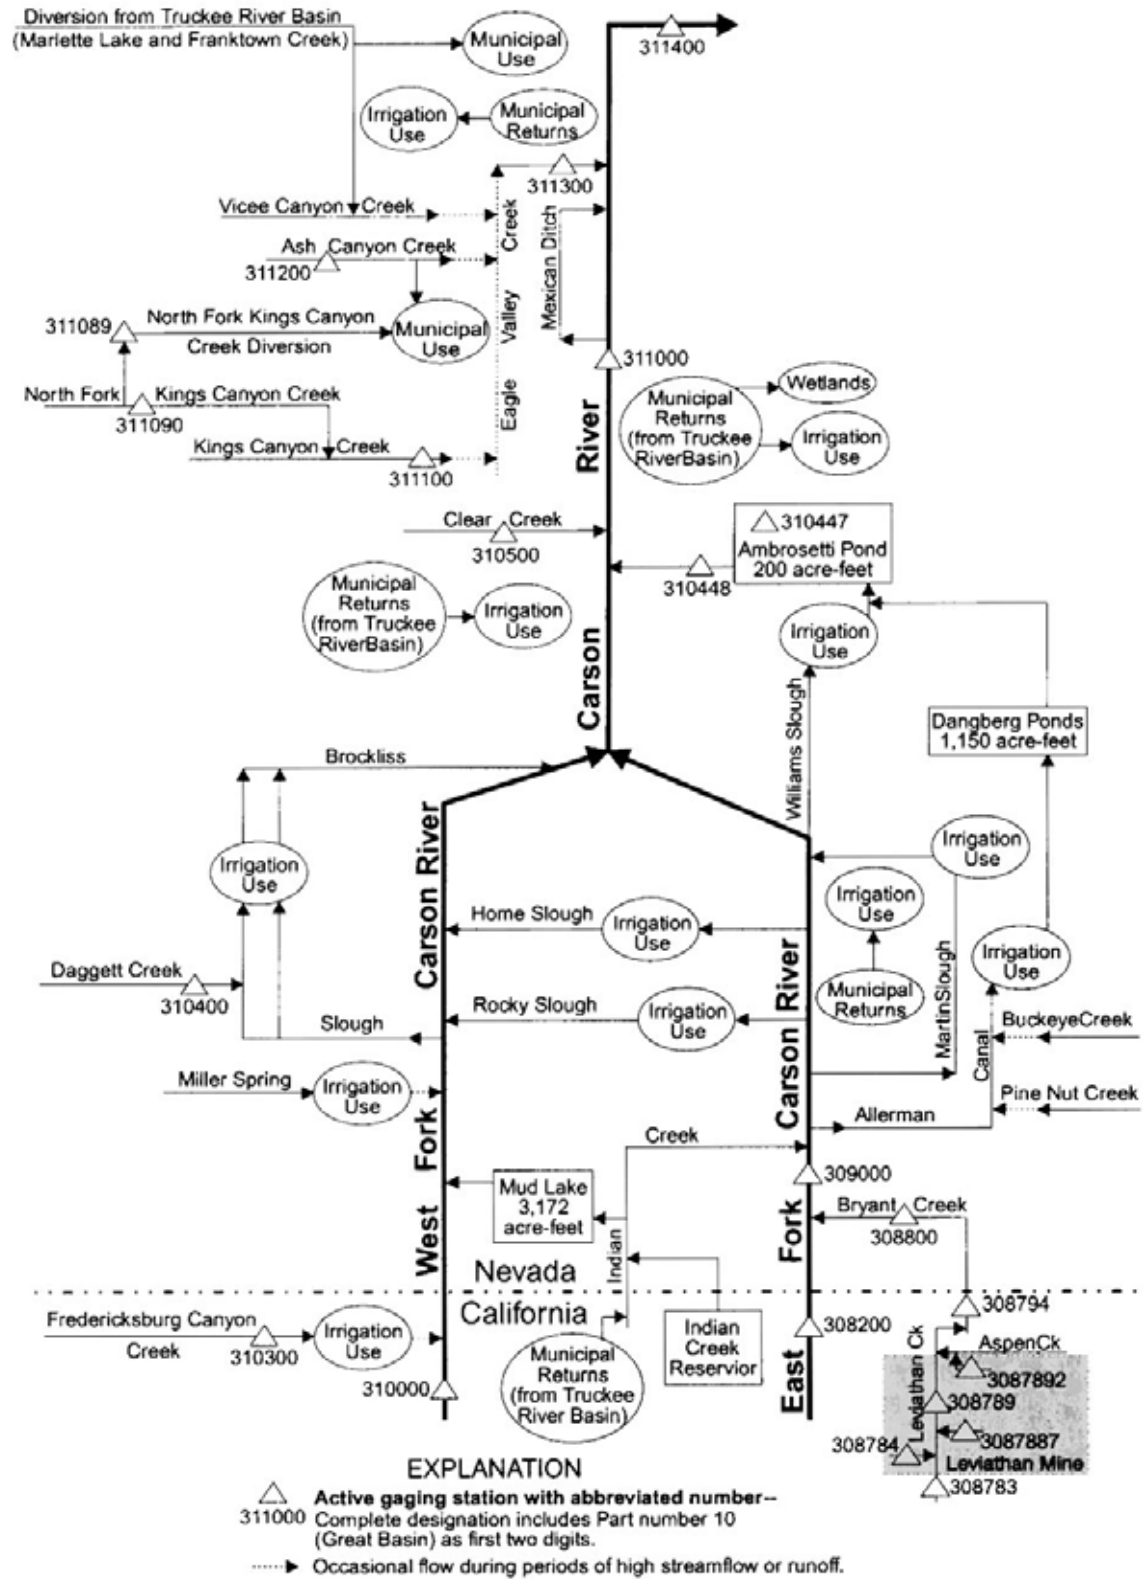 Diversion from Truckee River Basin
(Marlette Lake and Franktown Creek)
Municipal
Use
311400
Irrigation
Use
Municipal
Returns
311300
Vicee Canyon Creek
Ash Canyon Creek
311200
Eagle Valley Creek
Mexican Ditch
311089
North Fork Kings Canyon
Creek Diversion
Municipal
Use
311000
North Fork Kings Canyon Creek
311090
Kings Canyon Creek
311100
Municipal
Returns
(from Truckee
RiverBasin)
Wetlands
Irrigation
Use
Carson River
Clear Creek
310500
310447
Ambrosetti Pond
200 acre-feet
310448
Municipal
Returns
(from Truckee
RiverBasin)
Irrigation
Use
Irrigation
Use
Williams Slough
Dangberg Ponds
1,150 acre-feet
Brockliss
Irrigation
Use
Irrigation
Use
Irrigation
Use
Home Slough
Irrigation
Use
Daggett Creek
310400
Rocky Slough
Irrigation
Use
Municipal
Returns
MartinSlough
Irrigation
Use
Slough
BuckeyeCreek
Canal
Miller Spring
Irrigation
Use
Pine Nut Creek
Allerman
Creek
West Fork Carson River
East Fork Carson River
Mud Lake
3,172
acre-feet
309000
Bryant Creek
308800
Indian
Nevada
California
Fredericksburg Canyon
Creek
310300
Irrigation
Use
310000
Municipal
Returns
(from Truckee
River Basin)
Indian
Creek
Reservior
308200
308794
Leviathan Ck
AspenCk
3087892
308789
308784
3087887
Leviathan Mine
308783
EXPLANATION
311000
Active gaging station with abbreviated number--
Complete designation includes Part number 10
(Great Basin) as first two digits.
Occasional flow during periods of high streamflow or runoff.